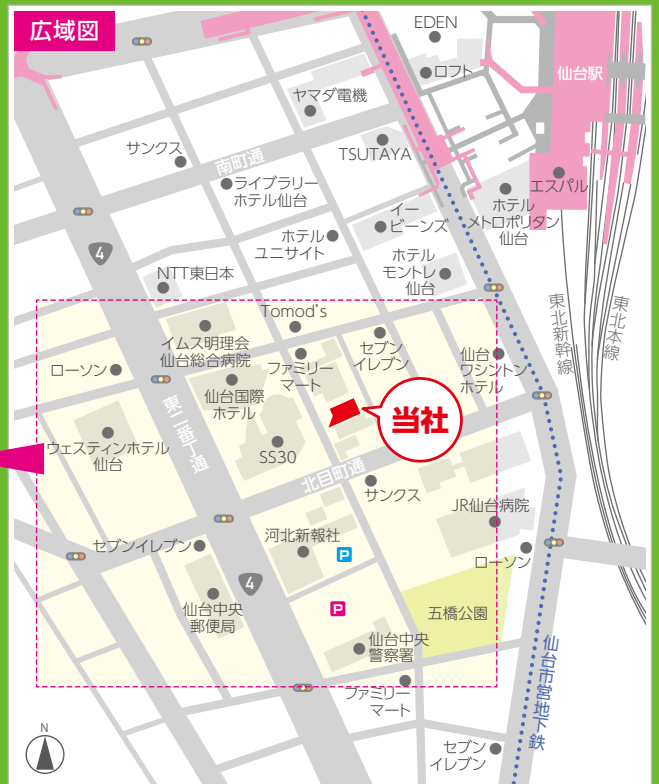 広域図
EDEN
ロフト
仙台駅
ヤマダ電機
サンクス
南町通
TSUTAYA
ライブラリー
ホテル仙台
エスパル
ホテル
メトロポリタン
仙台
イー
ビーンズ
ホテル
ユニサイト
ホテル
モントレ
仙台
4
NTT東日本
東北新幹線
東北本線
Tomod's
イムス明理会
仙台総合病院
ファミリー
マート
セブン
イレブン
仙台
ワシントン
ホテル
ローソン
東二番丁通
仙台国際
ホテル
当社
ウェスティンホテル
仙台
SS30
北目町通
サンクス
JR仙台病院
セブンイレブン
河北新報社
P
ローソン
4
仙台中央
郵便局
P
五橋公園
仙台中央
警察署
仙台市営地下鉄
ファミリー
マート
セブン
イレブン
N